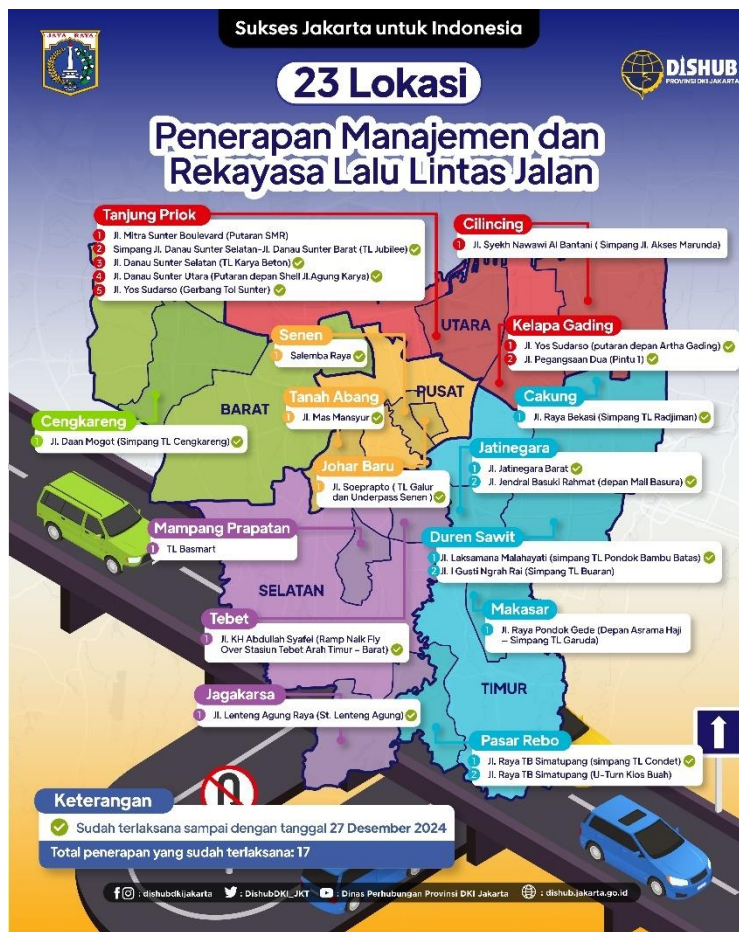 Sukses Jakarta untuk Indonesia
JAYA RAYA
DISHUB
PROVINSI DKI JAKARTA
23 Lokasi
Penerapan Manajemen dan
Rekayasa Lalu Lintas Jalan
Tanjung Priok
1 Jl. Mitra Sunter Boulevard (Putaran SMR)
2 Simpang Jl. Danau Sunter Selatan-Jl. Danau Sunter Barat (TL Jubilee)
3 Jl. Danau Sunter Selatan (TL Karya Beton)
4 Jl. Danau Sunter Utara (Putaran depan Shell Jl.Agung Karya)
5 Jl. Yos Sudarso (Gerbang Tol Sunter)
Cilincing
1 Jl. Syekh Nawawi Al Bantani ( Simpang Jl. Akses Marunda)
UTARA
Senen
1 Salemba Raya
Kelapa Gading
1 Jl. Yos Sudarso (putaran depan Artha Gading)
2 Jl. Pegangsaan Dua (Pintu 1)
Tanah Abang
1 Jl. Mas Mansyur
PUSAT
BARAT
Cakung
1 Jl. Raya Bekasi (Simpang TL Radjiman)
Cengkareng
1 Jl. Daan Mogot (Simpang TL Cengkareng)
Johar Baru
1 Jl. Soeprapto ( TL Galur
dan Underpass Senen )
Jatinegara
1 Jl. Jatinegara Barat
2 Jl. Jendral Basuki Rahmat (depan Mall Basura)
Mampang Prapatan
1 TL Basmart
Duren Sawit
1 Jl. Laksamana Malahayati (simpang TL Pondok Bambu Batas)
2 Jl. I Gusti Ngrah Rai (Simpang TL Buaran)
SELATAN
Tebet
1 Jl. KH Abdullah Syafei (Ramp Naik Fly
Over Stasiun Tebet Arah Timur – Barat)
Makasar
1 Jl. Raya Pondok Gede (Depan Asrama Haji
– Simpang TL Garuda)
TIMUR
Jagakarsa
1 Jl. Lenteng Agung Raya (St. Lenteng Agung)
Pasar Rebo
1 Jl. Raya TB Simatupang (simpang TL Condet)
2 Jl. Raya TB Simatupang (U-Turn Kios Buah)
Keterangan
Sudah terlaksana sampai dengan tanggal 27 Desember 2024
Total penerapan yang sudah terlaksana: 17
: dishubdkijakarta : DishubDKI_JKT : Dinas Perhubungan Provinsi DKI Jakarta : dishub.jakarta.go.id